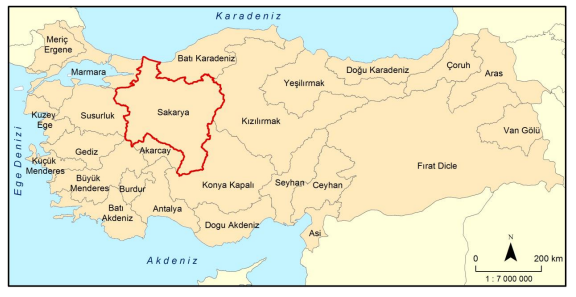 Karadeniz
Meriç
Ergene
Marmara
Batı Karadeniz
Doğu Karadeniz
Çoruh
Aras
Yeşilırmak
Kuzey
Ege
Susurluk
Sakarya
Kızılırmak
Van Gölü
Ege Denizi
Gediz
Akarcay
Fırat Dicle
Küçük
Menderes
Büyük
Menderes
Burdur
Konya Kapalı
Seyhan
Ceyhan
Batı
Akdeniz
Antalya
Dogu Akdeniz
Asi
Akdeniz
N
0
200 km
1 : 7 000 000